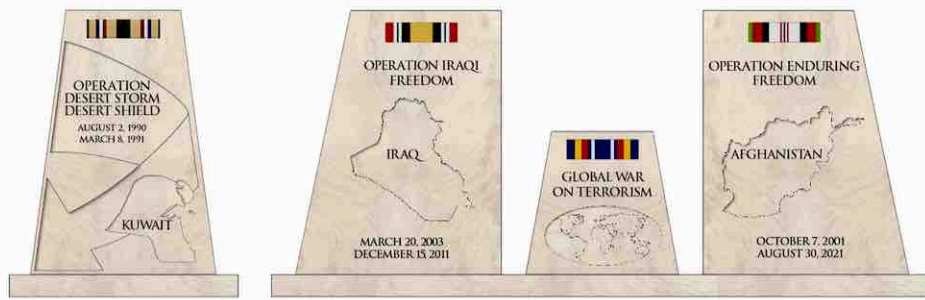 OPERATION
DESERT STORM
DESERT SHIELD
AUGUST 2, 1990
MARCH 8, 1991
KUWAIT
OPERATION IRAQI
FREEDOM
IRAQ
MARCH 20, 2003
DECEMBER 15, 2011
GLOBAL WAR
ON TERRORISM
OPERATION ENDURING
FREEDOM
AFGHANISTAN
OCTOBER 7, 2001
AUGUST 30, 2021